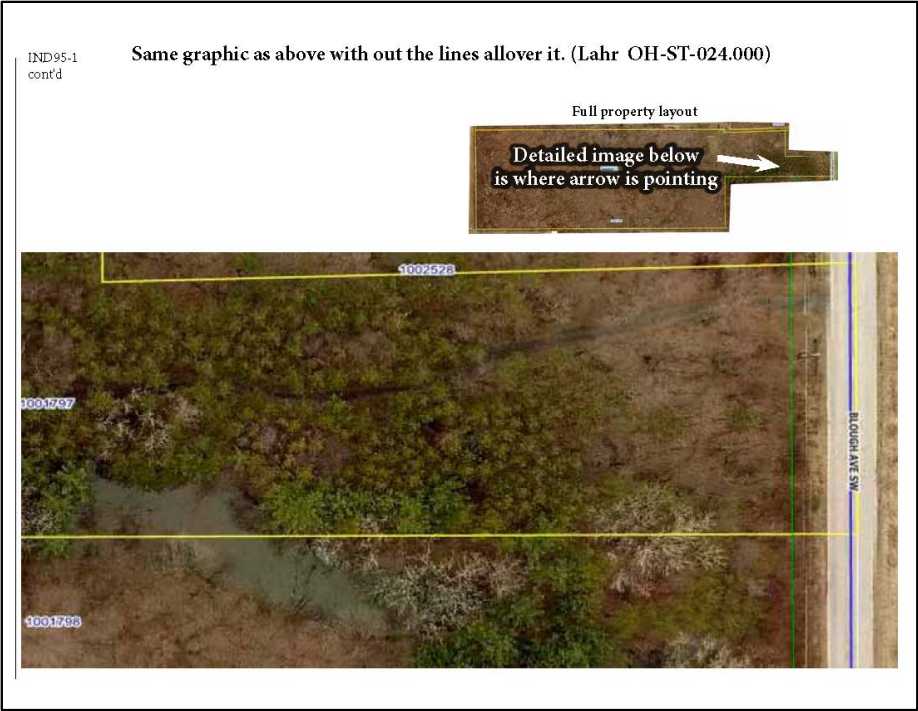 IND95-1
cont'd
Same graphic as above with out the lines allover it. (Lahr OH-ST-024.000)
Full property layout
Detailed image below
is where arrow is pointing
1002528
1001797
BLOUGH AVE SW
1001798